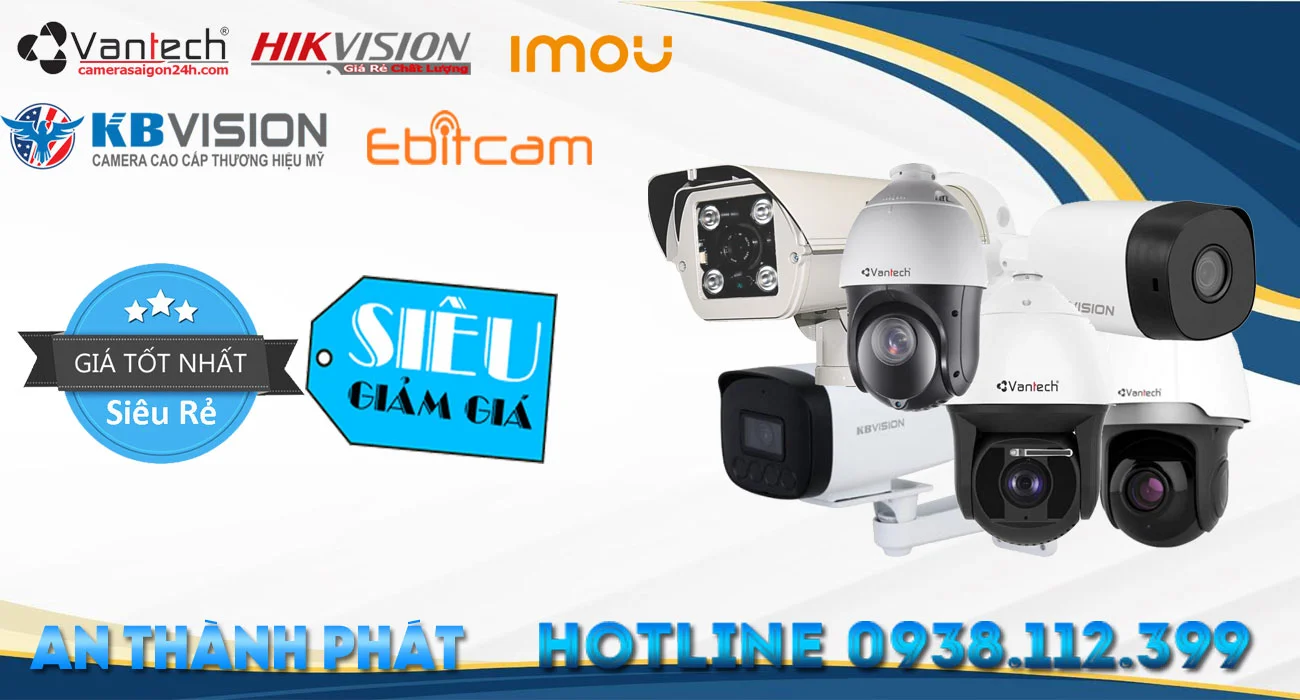 Vantech®
camerasaigon24h.com
HIKVISION
Giá Rẻ Chất Lượng
imou
KBVISION
CAMERA CAO CẤP THƯƠNG HIỆU MỸ
Ebitcam
GIÁ TỐT NHẤT
Siêu Rẻ
SIÊU
GIẢM GIÁ
Vantech
VISION
Vantech
Vantech
KBVISION
AN THÀNH PHÁT
HOTLINE 0938.112.399